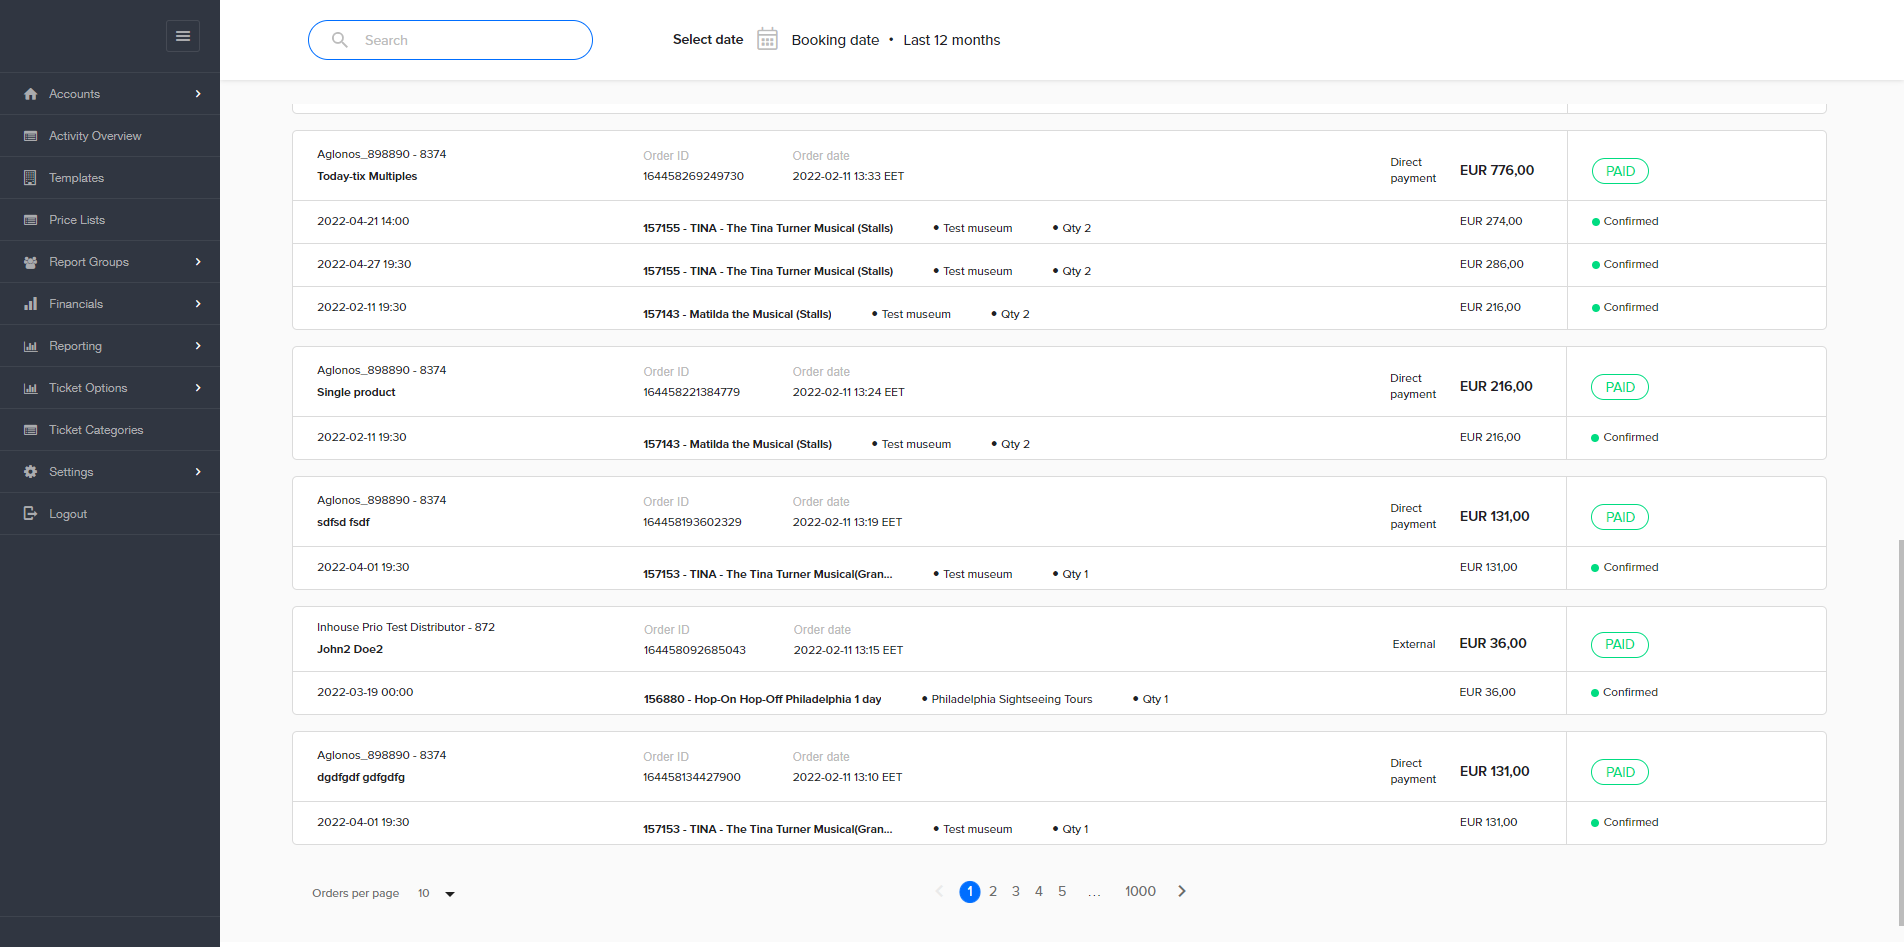 Search
Select date Booking date • Last 12 months
Accounts
Activity Overview
Templates
Price Lists
Report Groups
Financials
Reporting
Ticket Options
Ticket Categories
Settings
Logout
Aglonos_898890 - 8374 Order ID Order date
Today-tix Multiples 164458269249730 2022-02-11 13:33 EET Direct payment EUR 776,00 PAID
2022-04-21 14:00 157155 - TINA - The Tina Turner Musical (Stalls) • Test museum • Qty 2 EUR 274,00 Confirmed
2022-04-27 19:30 157155 - TINA - The Tina Turner Musical (Stalls) • Test museum • Qty 2 EUR 286,00 Confirmed
2022-02-11 19:30 157143 - Matilda the Musical (Stalls) • Test museum • Qty 2 EUR 216,00 Confirmed
Aglonos_898890 - 8374 Order ID Order date
Single product 164458221384779 2022-02-11 13:24 EET Direct payment EUR 216,00 PAID
2022-02-11 19:30 157143 - Matilda the Musical (Stalls) • Test museum • Qty 2 EUR 216,00 Confirmed
Aglonos_898890 - 8374 Order ID Order date
sdfsd fsdf 164458193602329 2022-02-11 13:19 EET Direct payment EUR 131,00 PAID
2022-04-01 19:30 157153 - TINA - The Tina Turner Musical(Gran... • Test museum • Qty 1 EUR 131,00 Confirmed
Inhouse Prio Test Distributor - 872 Order ID Order date
John2 Doe2 164458092685043 2022-02-11 13:15 EET External EUR 36,00 PAID
2022-03-19 00:00 156880 - Hop-On Hop-Off Philadelphia 1 day • Philadelphia Sightseeing Tours • Qty 1 EUR 36,00 Confirmed
Aglonos_898890 - 8374 Order ID Order date
dgdfgdf gdfgdfg 164458134427900 2022-02-11 13:10 EET Direct payment EUR 131,00 PAID
2022-04-01 19:30 157153 - TINA - The Tina Turner Musical(Gran... • Test museum • Qty 1 EUR 131,00 Confirmed
Orders per page 10 1 2 3 4 5 ... 1000